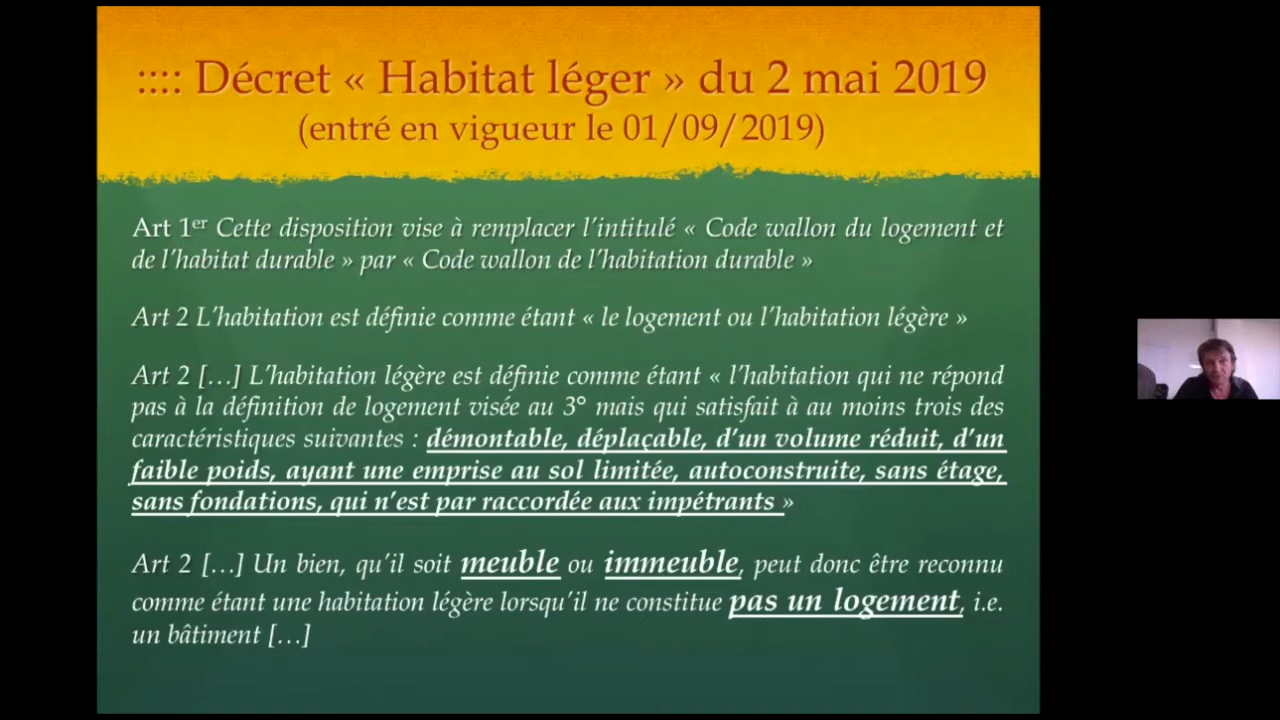 :::: Décret « Habitat léger » du 2 mai 2019
(entré en vigueur le 01/09/2019)
Art 1er Cette disposition vise à remplacer l’intitulé « Code wallon du logement et
de l’habitat durable » par « Code wallon de l’habitation durable »
Art 2 L’habitation est définie comme étant « le logement ou l’habitation légère »
Art 2 […] L’habitation légère est définie comme étant « l’habitation qui ne répond
pas à la définition de logement visée au 3° mais qui satisfait à au moins trois des
caractéristiques suivantes : démontable, déplaçable, d’un volume réduit, d’un
faible poids, ayant une emprise au sol limitée, autoconstruite, sans étage,
sans fondations, qui n’est par raccordée aux impétrants »
Art 2 […] Un bien, qu’il soit meuble ou immeuble, peut donc être reconnu
comme étant une habitation légère lorsqu’il ne constitue pas un logement, i.e.
un bâtiment […]